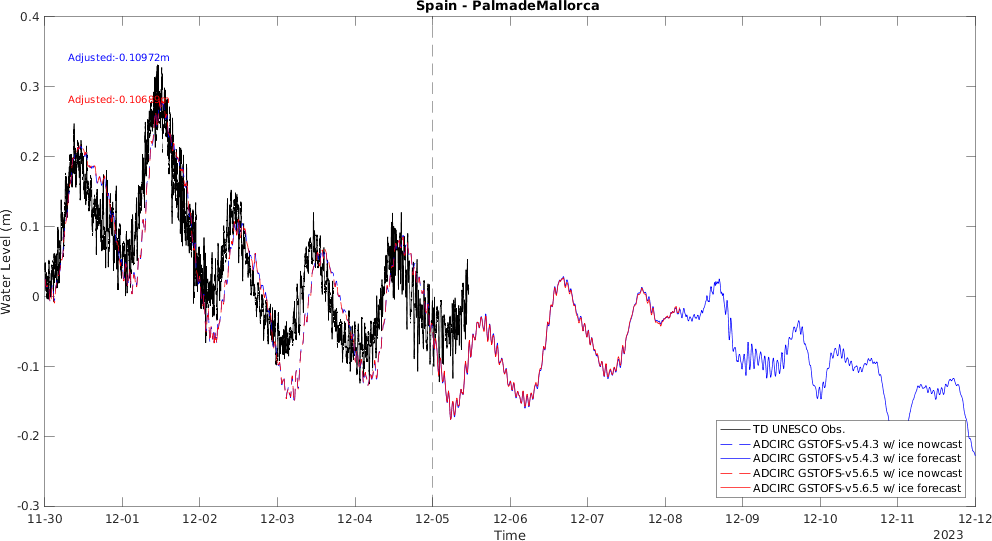 Spain - PalmadeMallorca
Adjusted:-0.10972m
Adjusted:-0.106
0.4
0.3
0.2
0.1
0
-0.1
-0.2
-0.3
Water Level (m)
TD UNESCO Obs.
ADCIRC GSTOFS-v5.4.3 w/ ice nowcast
ADCIRC GSTOFS-v5.4.3 w/ ice forecast
ADCIRC GSTOFS-v5.6.5 w/ ice nowcast
ADCIRC GSTOFS-v5.6.5 w/ ice forecast
11-30 12-01 12-02 12-03 12-04 12-05 12-06 12-07 12-08 12-09 12-10 12-11 12-12
Time
2023